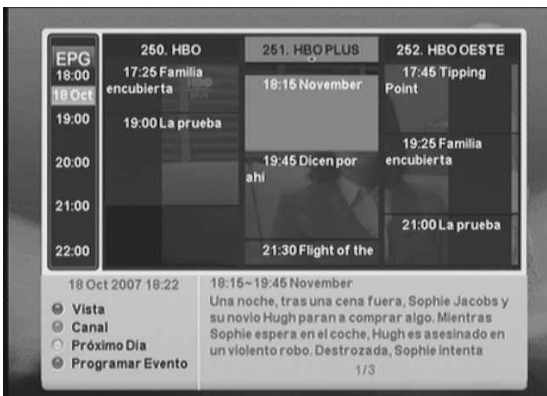 EPG
250. HBO
251. HBO PLUS
252. HBO OESTE
18:00
18 Oct
19:00
20:00
21:00
22:00
17:25 Familia
encubierta
19:00 La prueba
18:15 November
19:45 Dicen por
ahí
21:30 Flight of the
17:45 Tipping
Point
19:25 Familia
encubierta
21:00 La prueba
18 Oct 2007 18:22
Vista
Canal
Próximo Día
Programar Evento
18:15~19:45 November
Una noche, tras una cena fuera, Sophie Jacobs y
su novio Hugh paran a comprar algo. Mientras
Sophie espera en el coche, Hugh es asesinado en
un violento robo. Destrozada, Sophie intenta
1/3